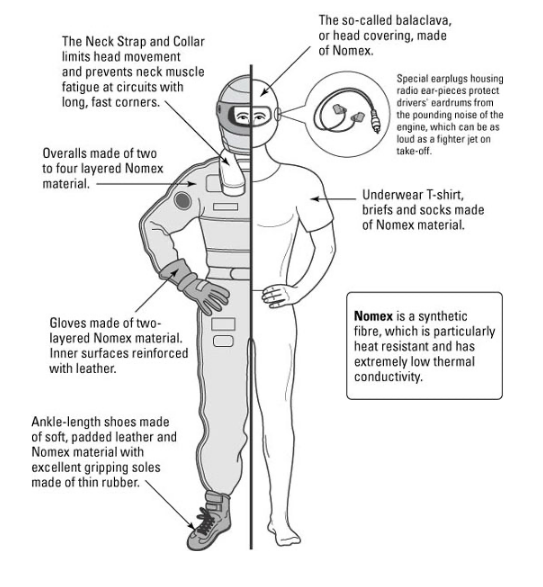 The so-called balaclava,
or head covering, made
of Nomex.
The Neck Strap and Collar
limits head movement
and prevents neck muscle
fatigue at circuits with
long, fast corners.
Special earplugs housing
radio ear-pieces protect
drivers' eardrums from
the pounding noise of the
engine, which can be as
loud as a fighter jet on
take-off.
Overalls made of two
to four layered Nomex
material.
Underwear T-shirt,
briefs and socks made
of Nomex material.
Gloves made of two-
layered Nomex material.
Inner surfaces reinforced
with leather.
Nomex is a synthetic
fibre, which is particularly
heat resistant and has
extremely low thermal
conductivity.
Ankle-length shoes made
of soft, padded leather and
Nomex material with
excellent gripping soles
made of thin rubber.